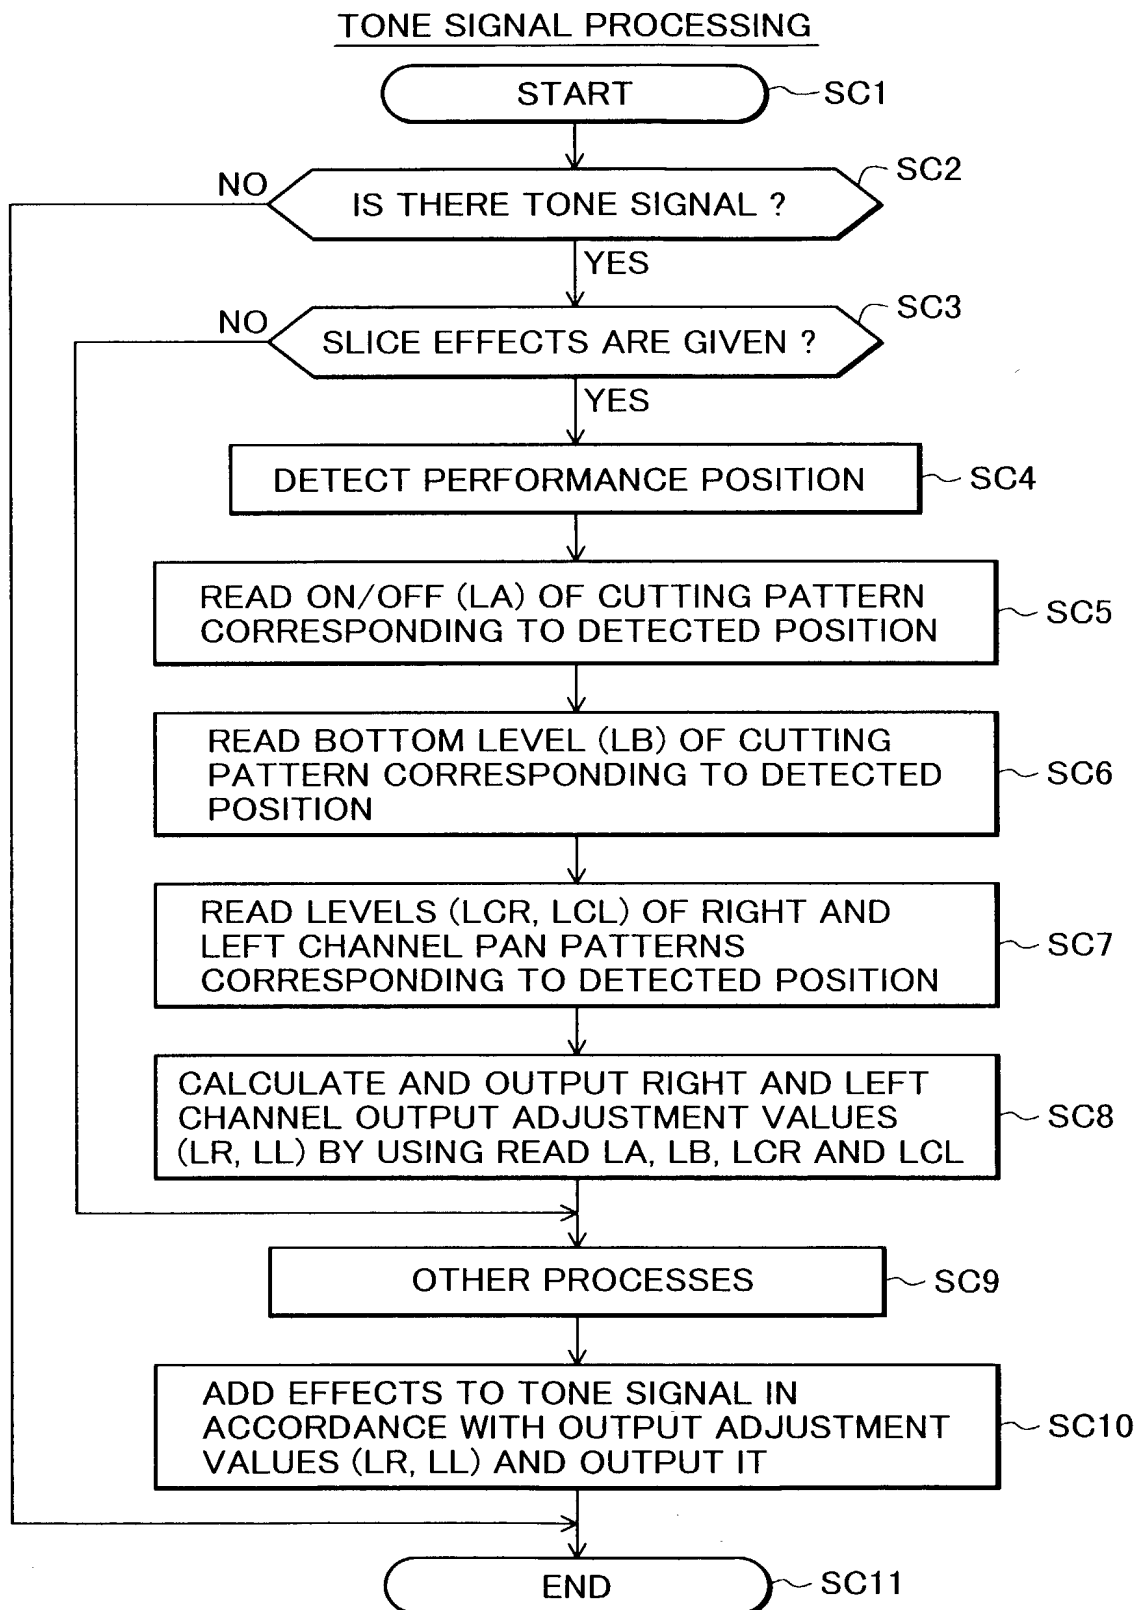 TONE SIGNAL PROCESSING
START
SC1
NO
IS THERE TONE SIGNAL ?
SC2
YES
NO
SLICE EFFECTS ARE GIVEN ?
SC3
YES
DETECT PERFORMANCE POSITION
SC4
READ ON/OFF (LA) OF CUTTING PATTERN
CORRESPONDING TO DETECTED POSITION
SC5
READ BOTTOM LEVEL (LB) OF CUTTING
PATTERN CORRESPONDING TO DETECTED
POSITION
SC6
READ LEVELS (LCR, LCL) OF RIGHT AND
LEFT CHANNEL PAN PATTERNS
CORRESPONDING TO DETECTED POSITION
SC7
CALCULATE AND OUTPUT RIGHT AND LEFT
CHANNEL OUTPUT ADJUSTMENT VALUES
(LR, LL) BY USING READ LA, LB, LCR AND LCL
SC8
OTHER PROCESSES
SC9
ADD EFFECTS TO TONE SIGNAL IN
ACCORDANCE WITH OUTPUT ADJUSTMENT
VALUES (LR, LL) AND OUTPUT IT
SC10
END
SC11